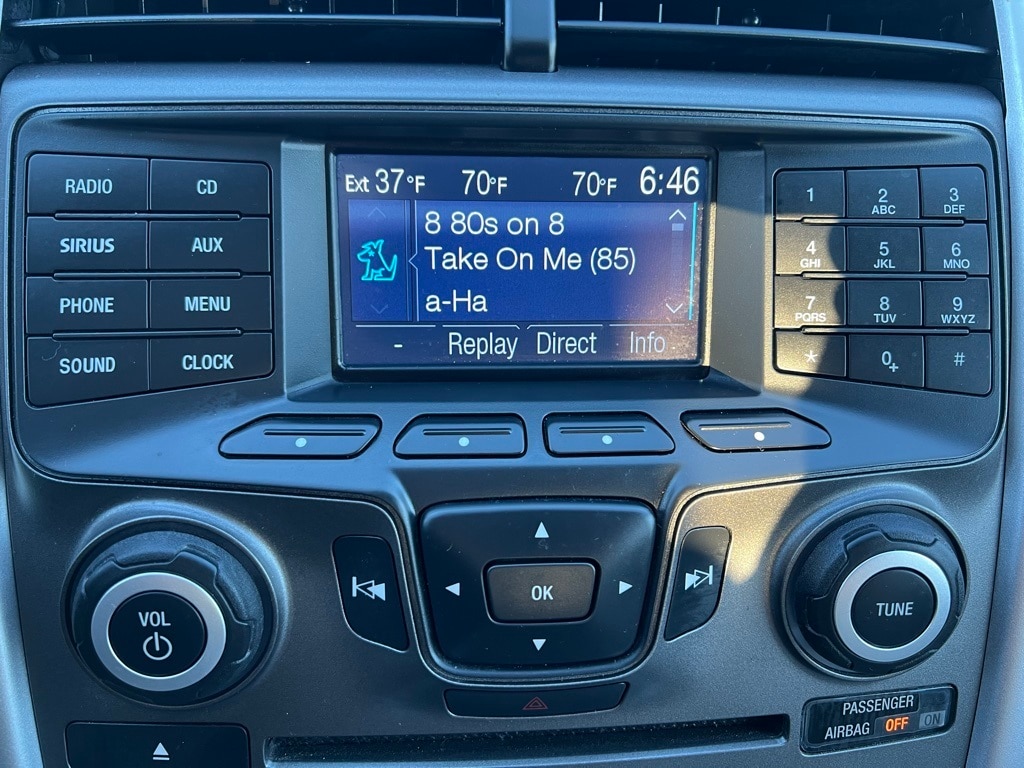 Ext 37°F 70°F 70°F 6:46
8 80s on 8
Take On Me (85)
a-Ha
- Replay Direct Info
RADIO CD
SIRIUS AUX
PHONE MENU
SOUND CLOCK
1 2 ABC 3 DEF
4 GHI 5 JKL 6 MNO
7 PQRS 8 TUV 9 WXYZ
* 0+ #
VOL
OK
TUNE
PASSENGER
AIRBAG OFF ON